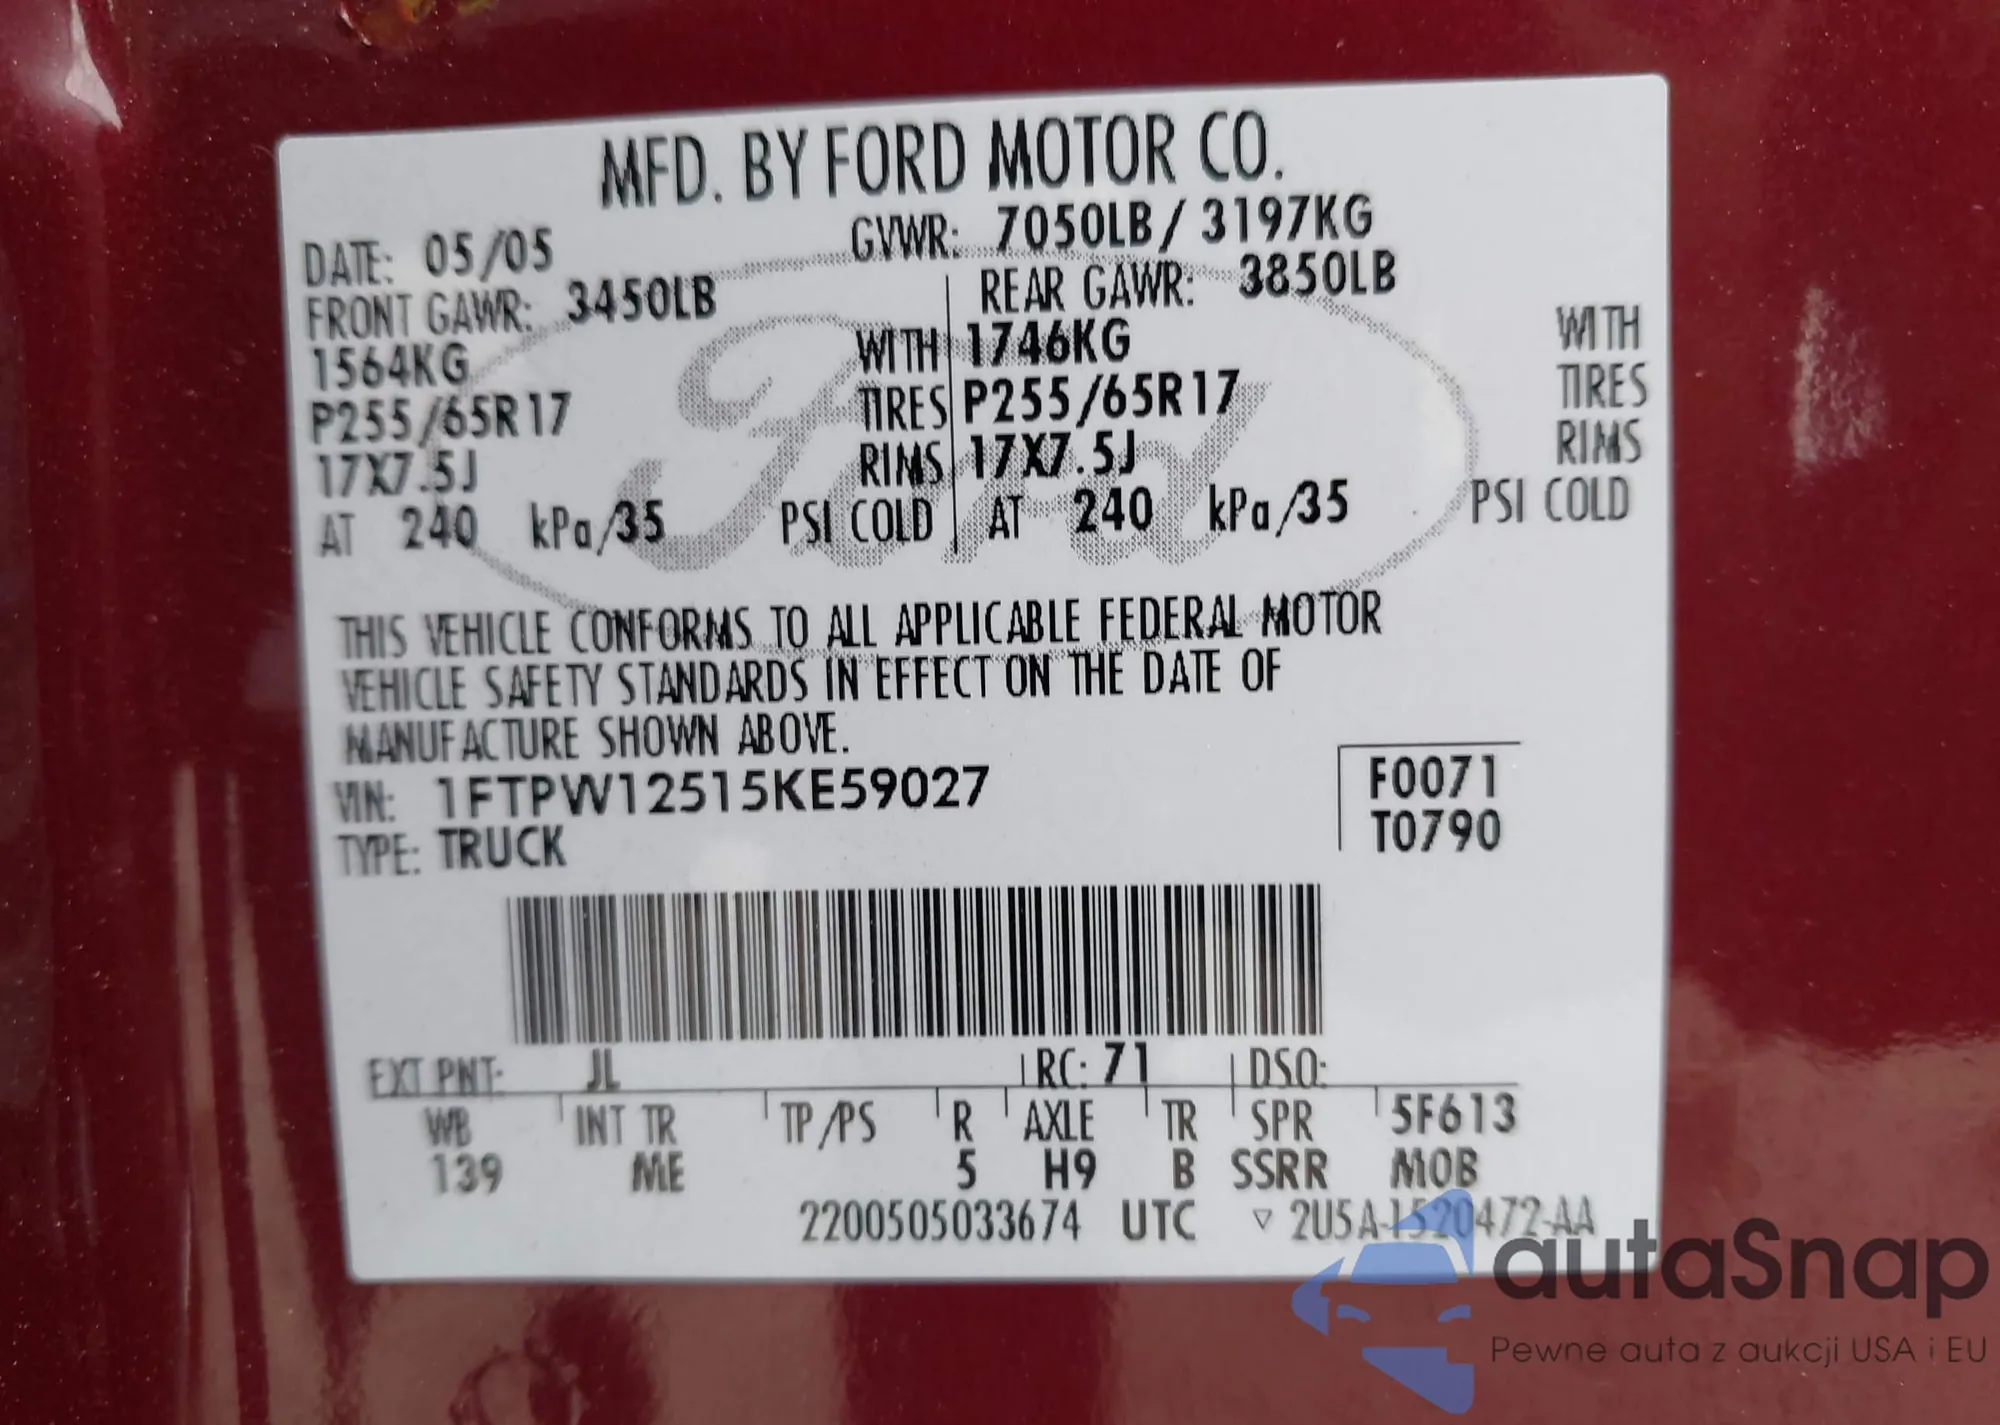 MFD. BY FORD MOTOR CO.
DATE: 05/05 GVWR: 7050LB/ 3197KG
FRONT GAWR: 3450LB REAR GAWR: 3850LB
1564KG WITH 1746KG WITH
P255/65R17 TIRES P255/65R17 TIRES
17X7.5J RIMS 17X7.5J RIMS
AT 240 kPa/35 PSI COLD AT 240 kPa/35 PSI COLD
Ford
THIS VEHICLE CONFORMS TO ALL APPLICABLE FEDERAL MOTOR
VEHICLE SAFETY STANDARDS IN EFFECT ON THE DATE OF
MANUFACTURE SHOWN ABOVE.
VIN: 1FTPW12515KE59027 F0071
TYPE: TRUCK T0790
EXT PNT: JL RC: 71 DSO:
WB INT TR TP/PS R AXLE TR SPR 5F613
139 ME 5 H9 B SSRR MOB
2200505033674 UTC ▽ 2U5A-1520472-AA
autaSnap
Pewne auta z aukcji USA i EU